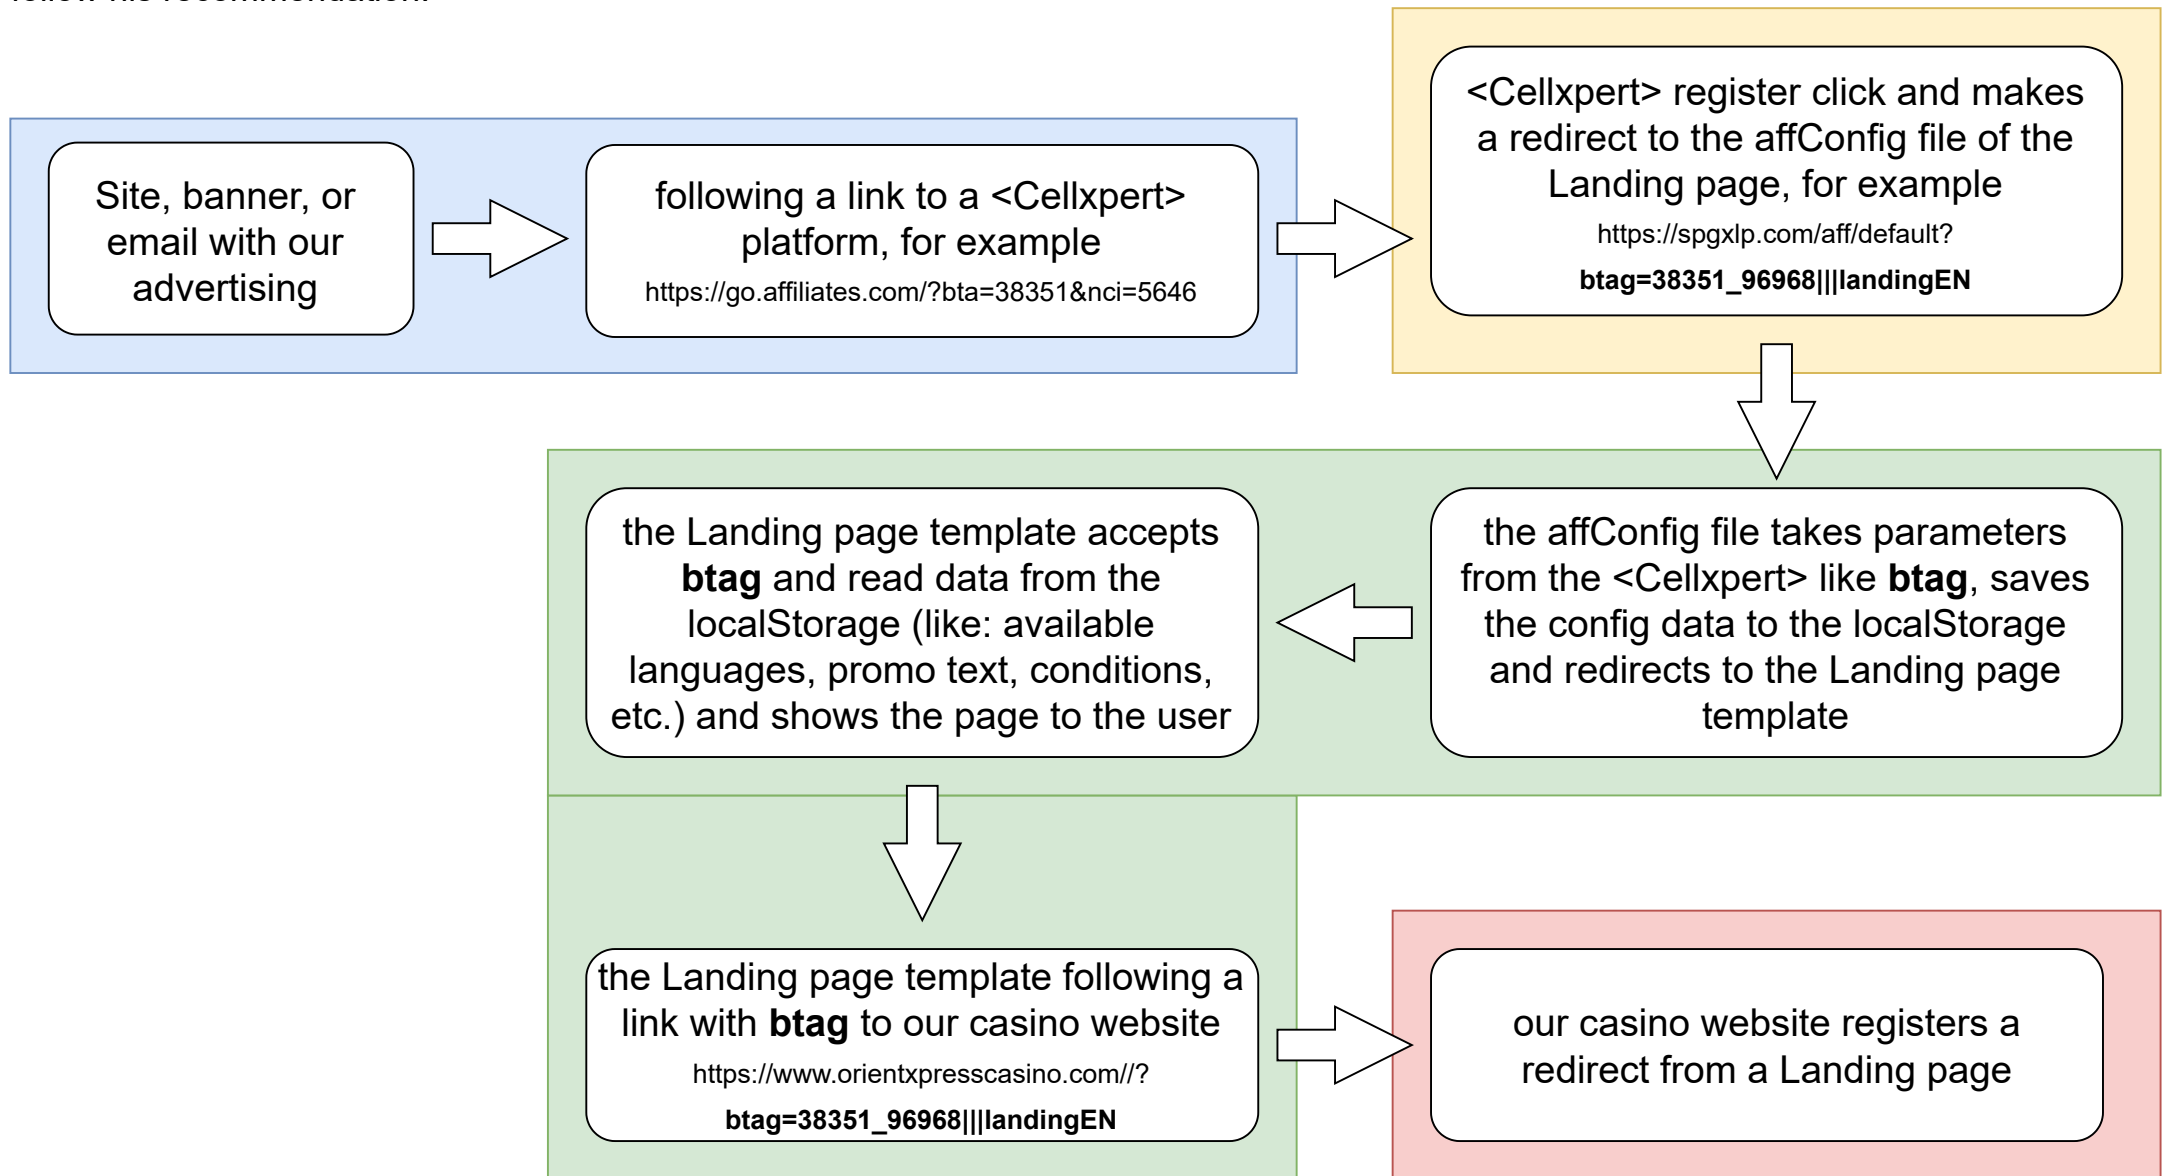 follow his recommendation.
Site, banner, or
email with our
advertising
following a link to a <Cellxpert>
platform, for example
https://go.affiliates.com/?bta=38351&nci=5646
<Cellxpert> register click and makes
a redirect to the affConfig file of the
Landing page, for example
https://spgxlp.com/aff/default?
btag=38351_96968|||landingEN
the affConfig file takes parameters
from the <Cellxpert> like btag, saves
the config data to the localStorage
and redirects to the Landing page
template
the Landing page template accepts
btag and read data from the
localStorage (like: available
languages, promo text, conditions,
etc.) and shows the page to the user
the Landing page template following a
link with btag to our casino website
https://www.orientxpresscasino.com//?
btag=38351_96968|||landingEN
our casino website registers a
redirect from a Landing page